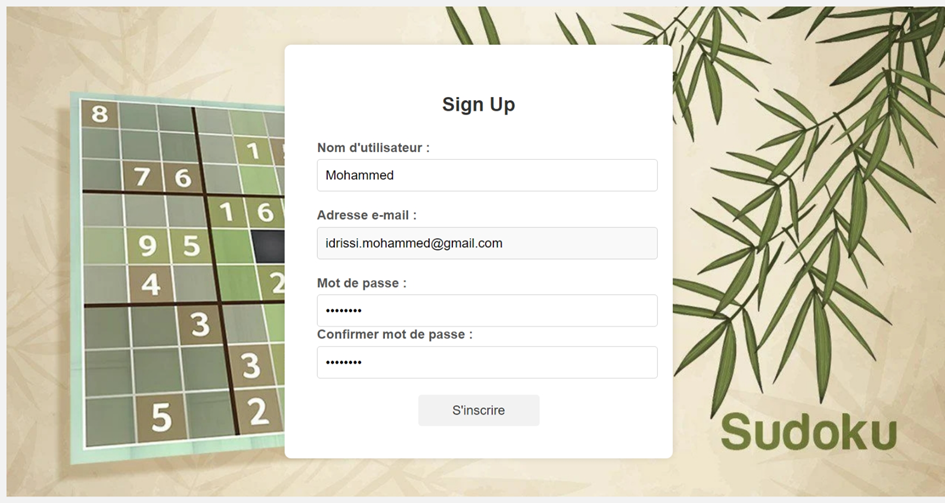 Sign Up
Nom d'utilisateur :
Mohammed
Adresse e-mail :
idrissi.mohammed@gmail.com
Mot de passe :
••••••••
Confirmer mot de passe :
••••••••
S'inscrire
8
1
7 6
1 6
9 5
4 2
3
3
5 2
Sudoku